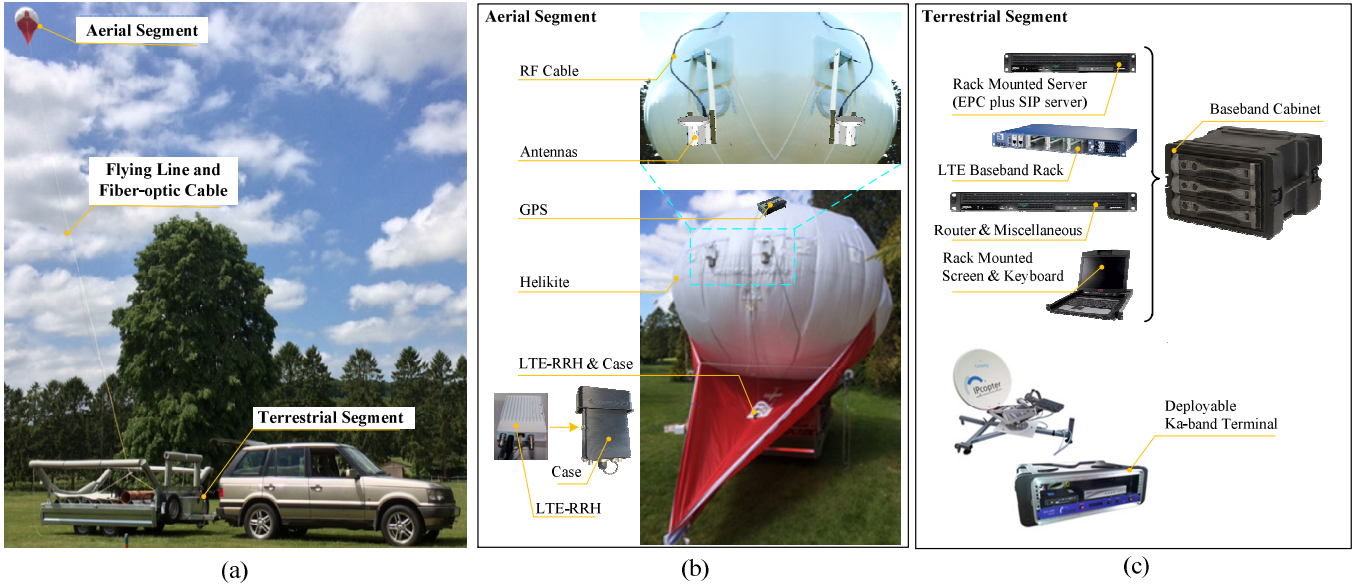 Aerial Segment
Flying Line and
Fiber-optic Cable
Terrestrial Segment
(a)
Aerial Segment
RF Cable
Antennas
GPS
Helikite
LTE-RRH & Case
Case
LTE-RRH
(b)
Terrestrial Segment
Rack Mounted Server
(EPC plus SIP server)
LTE Baseband Rack
Router & Miscellaneous
Rack Mounted
Screen & Keyboard
Baseband Cabinet
IPcopter
Deployable
Ka-band Terminal
(c)